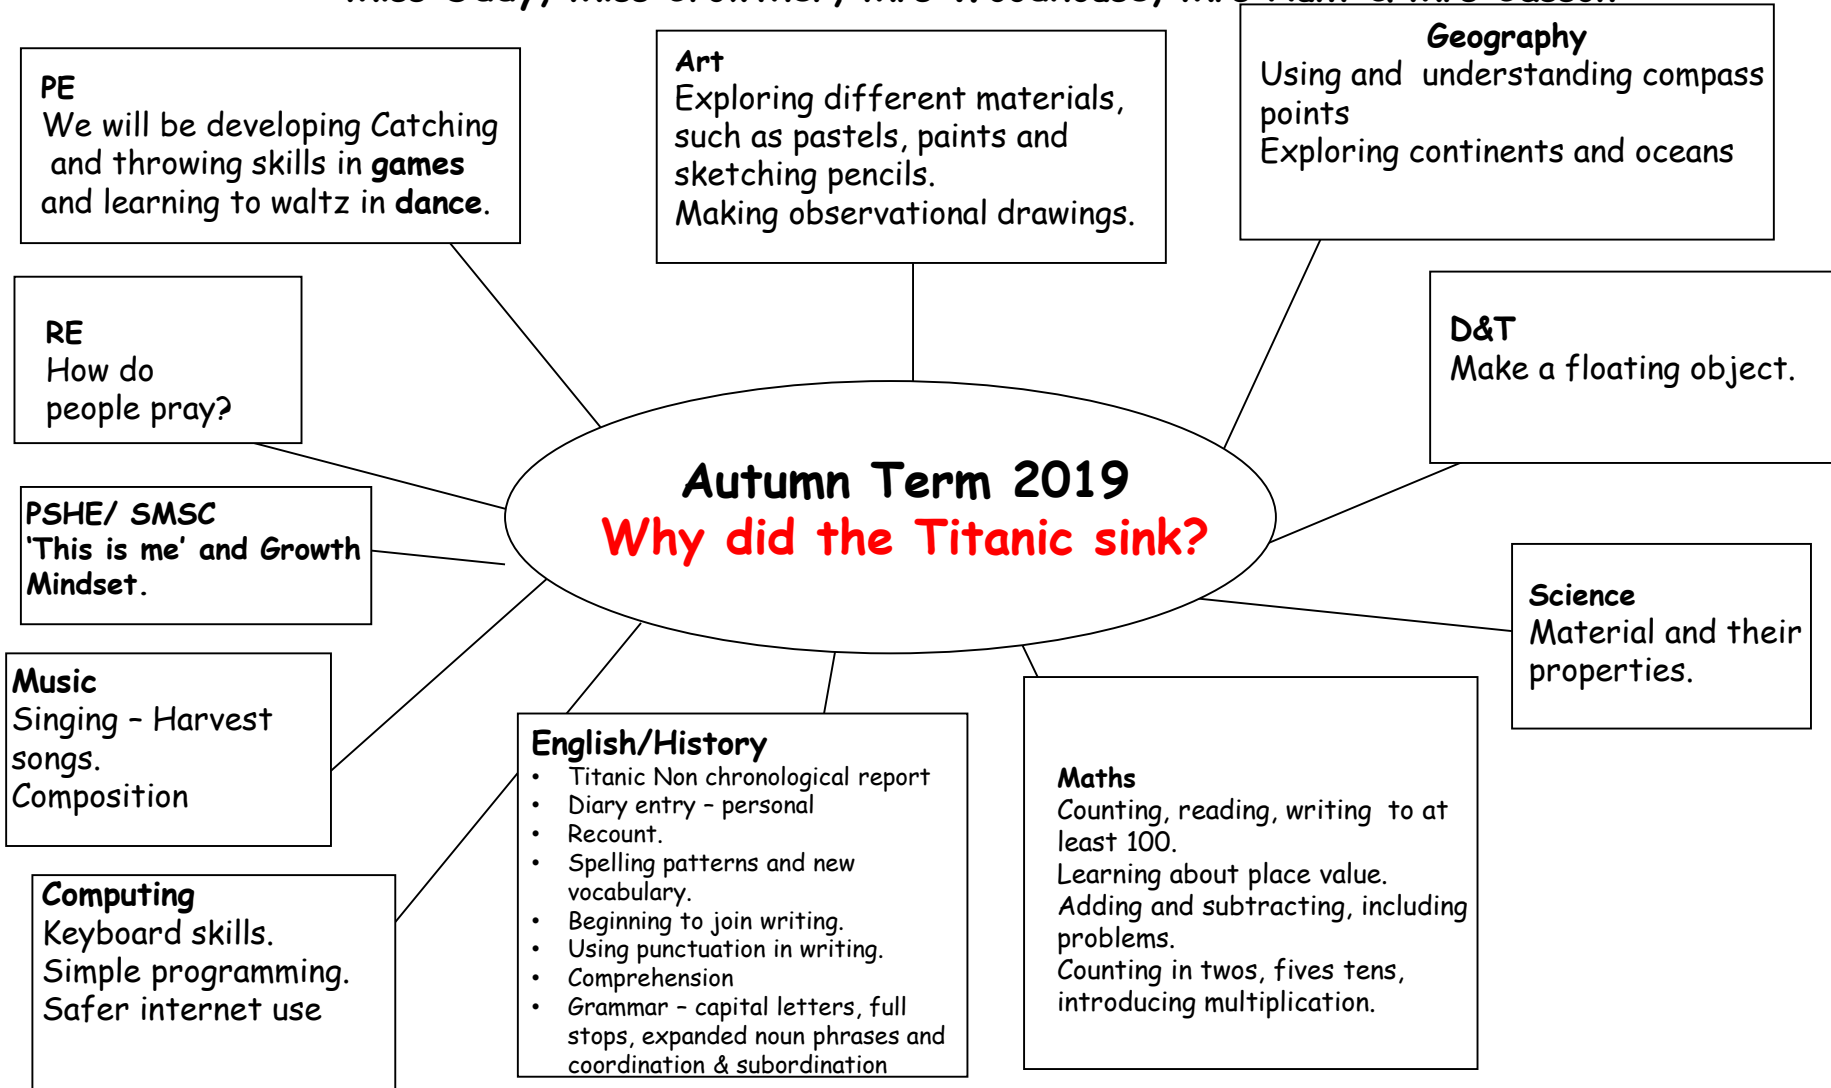 Miss Miss Crowther, Mrs Woodhouse, Mrs & Mrs
PE
We will be developing Catching
and throwing skills in games
and learning to waltz in dance.
Art
Exploring different materials,
such as pastels, paints and
sketching pencils.
Making observational drawings.
Geography
Using and understanding compass
points
Exploring continents and oceans
RE
How do
people pray?
D&T
Make a floating object.
Autumn Term 2019
Why did the Titanic sink?
PSHE/ SMSC
‘This is me’ and Growth
Mindset.
Science
Material and their
properties.
Music
Singing – Harvest
songs.
Composition
English/History
• Titanic Non chronological report
• Diary entry – personal
• Recount.
• Spelling patterns and new
vocabulary.
• Beginning to join writing.
• Using punctuation in writing.
• Comprehension
• Grammar – capital letters, full
stops, expanded noun phrases and
coordination & subordination
Maths
Counting, reading, writing to at
least 100.
Learning about place value.
Adding and subtracting, including
problems.
Counting in twos, fives tens,
introducing multiplication.
Computing
Keyboard skills.
Simple programming.
Safer internet use